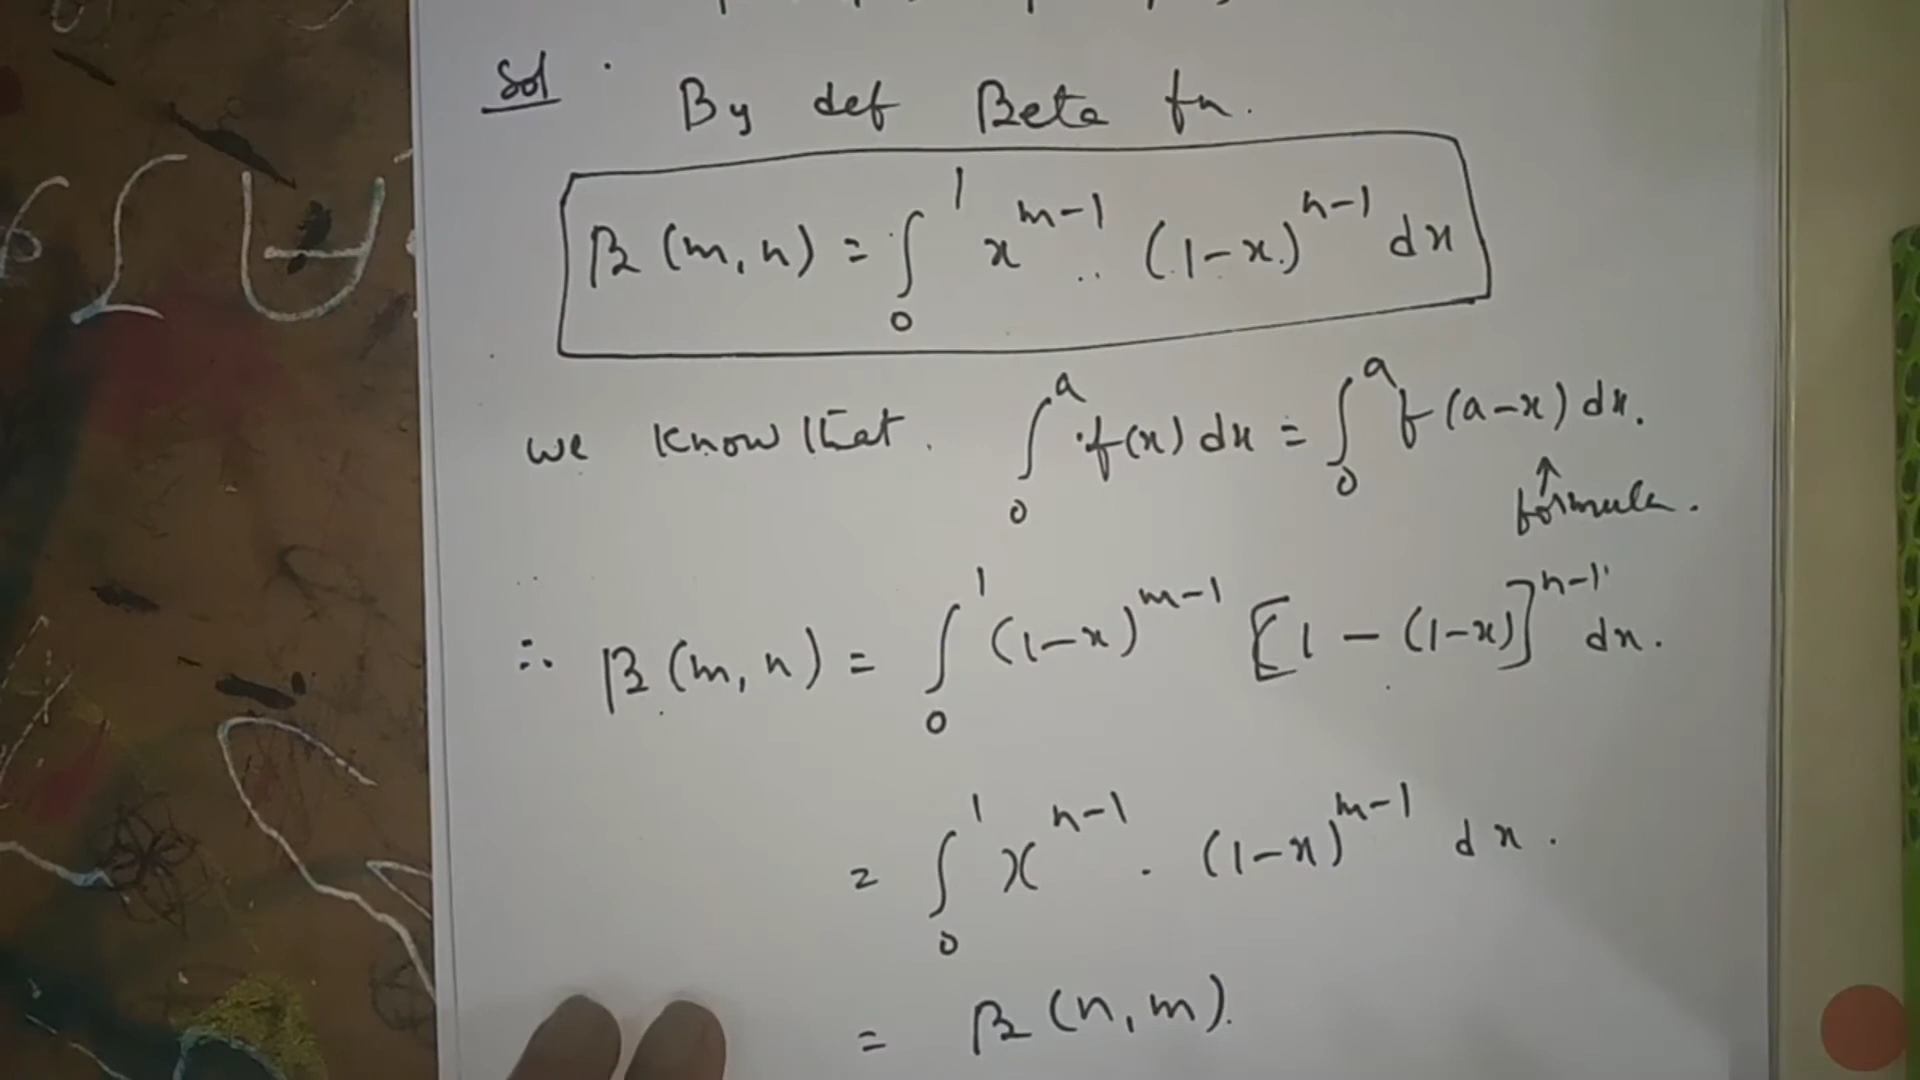 Sol.
By def Beta fn.
β(m,n) = ∫₀¹ x^{m-1} . (1-x)^{n-1} dx
we know that. ∫₀ᵃ f(x) dx = ∫₀ᵃ f(a-x) dx.
↑
formula.
∴ β(m,n) = ∫₀¹ (1-x)^{m-1} [1 - (1-x)]^{n-1} dx.
= ∫₀¹ x^{n-1} . (1-x)^{m-1} dx.
= β(n,m).